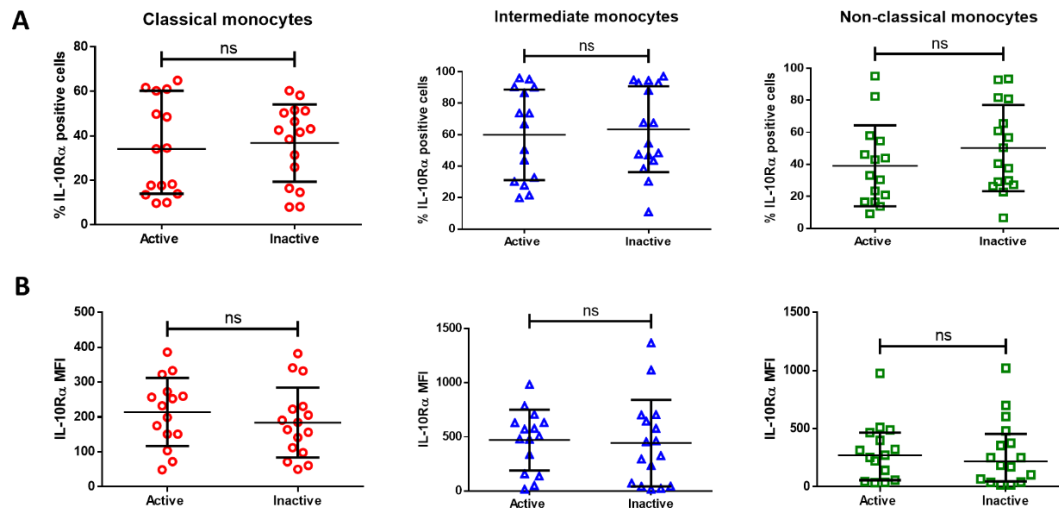 A
Classical monocytes
% IL-10Rα positive cells
80
60
40
20
0
ns
Active
Inactive
Intermediate monocytes
% IL-10Rα positive cells
100
80
60
40
20
0
ns
Active
Inactive
Non-classical monocytes
% IL-10Rα positive cells
100
80
60
40
20
0
ns
Active
Inactive
B
IL-10Rα MFI
500
400
300
200
100
0
ns
Active
Inactive
IL-10Rα MFI
1500
1000
500
0
ns
Active
Inactive
IL-10Rα MFI
1500
1000
500
0
ns
Active
Inactive